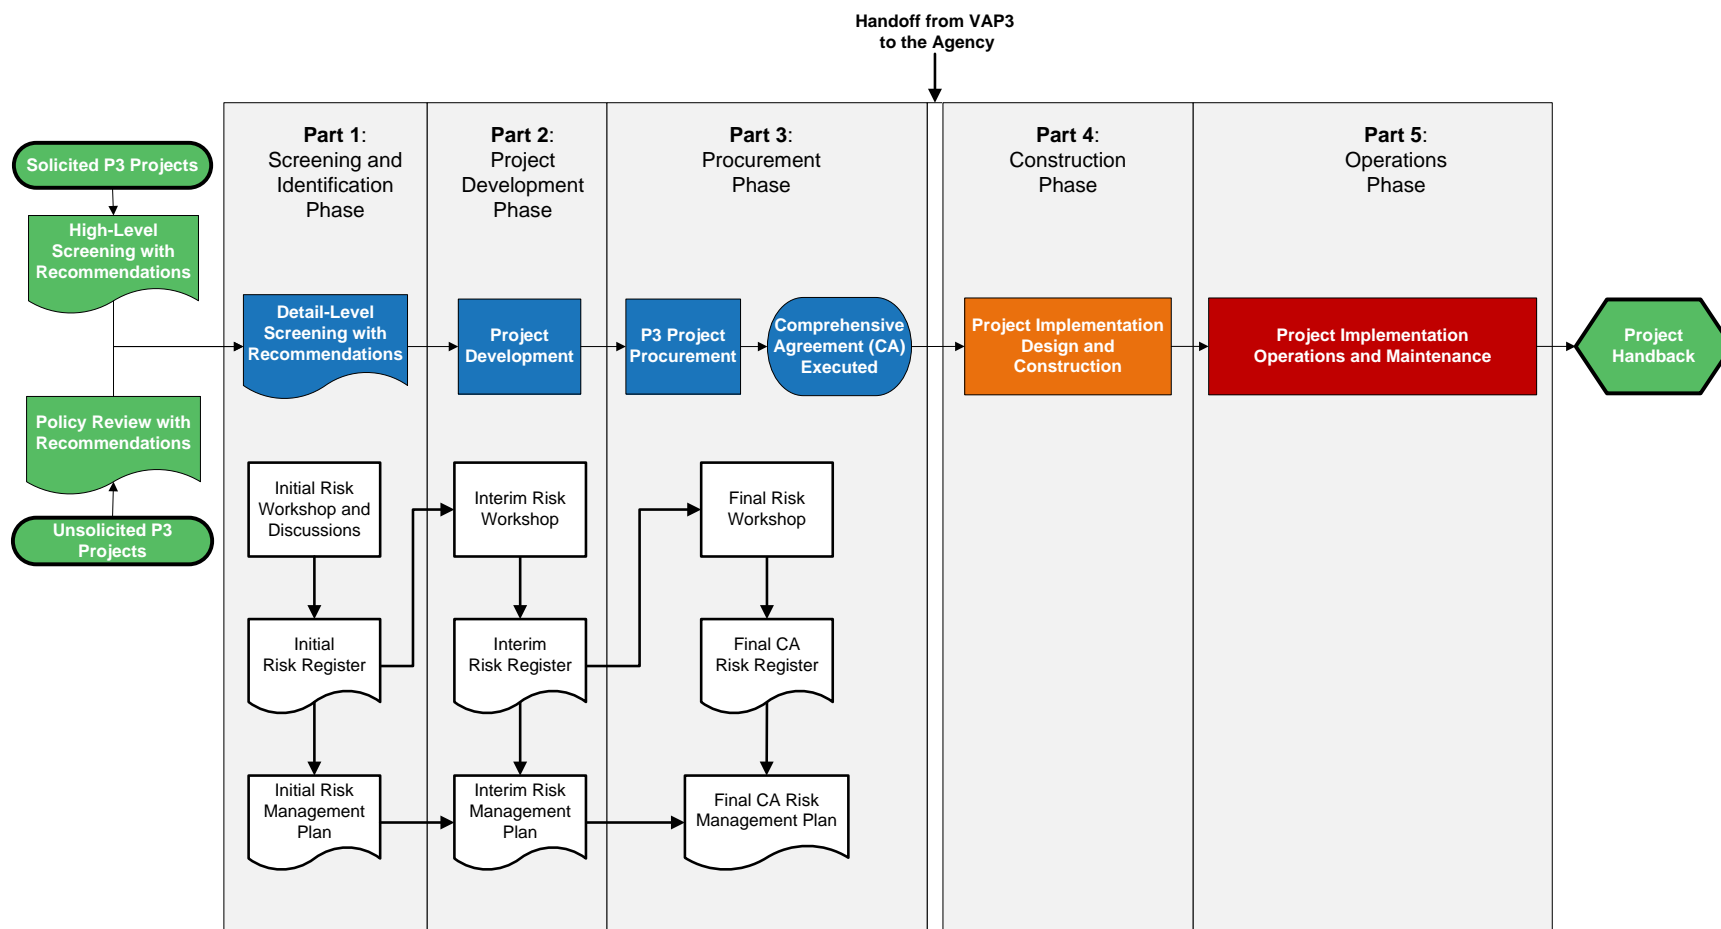 Handoff from VAP3
to the Agency
Part 1:
Screening and
Identification
Phase
Part 2:
Project
Development
Phase
Part 3:
Procurement
Phase
Part 4:
Construction
Phase
Part 5:
Operations
Phase
Solicited P3 Projects
High-Level
Screening with
Recommendations
Policy Review with
Recommendations
Unsolicited P3
Projects
Detail-Level
Screening with
Recommendations
Project
Development
P3 Project
Procurement
Comprehensive
Agreement (CA)
Executed
Project Implementation
Design and
Construction
Project Implementation
Operations and Maintenance
Project
Handback
Initial Risk
Workshop and
Discussions
Interim Risk
Workshop
Final Risk
Workshop
Initial
Risk Register
Interim
Risk Register
Final CA
Risk Register
Initial Risk
Management
Plan
Interim Risk
Management
Plan
Final CA Risk
Management Plan